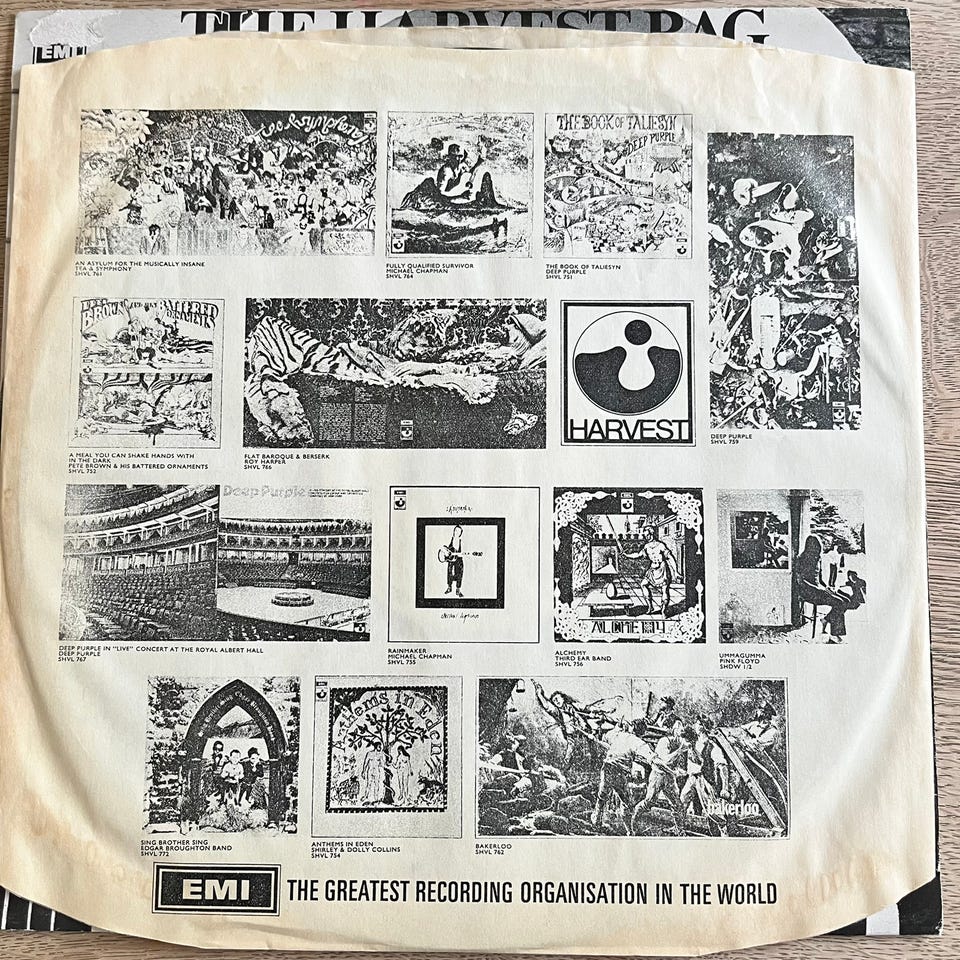 THE HARVEST BAG
EMI
Tea & Symphony
AN ASYLUM FOR THE MUSICALLY INSANE
TEA & SYMPHONY
SHVL 761
FULLY QUALIFIED SURVIVOR
MICHAEL CHAPMAN
SHVL 764
THE BOOK OF TALIESYN
DEEP PURPLE
THE BOOK OF TALIESYN
DEEP PURPLE
SHVL 751
DEEP PURPLE
SHVL 759
BROWN
BATTERED
A MEAL YOU CAN SHAKE HANDS WITH
IN THE DARK
PETE BROWN & HIS BATTERED ORNAMENTS
SHVL 752
FLAT BAROQUE & BERSERK
ROY HARPER
SHVL 766
HARVEST
Deep Purple
DEEP PURPLE IN "LIVE" CONCERT AT THE ROYAL ALBERT HALL
DEEP PURPLE
SHVL 767
RAINMAKER
MICHAEL CHAPMAN
SHVL 755
ALCHEMY
ALCHEMY
THIRD EAR BAND
SHVL 756
UMMAGUMMA
PINK FLOYD
SHDW 1/2
SING BROTHER SING
EDGAR BROUGHTON BAND
SHVL 772
Anthems In Eden
ANTHEMS IN EDEN
SHIRLEY & DOLLY COLLINS
SHVL 754
bakerloo
BAKERLOO
SHVL 762
EMI THE GREATEST RECORDING ORGANISATION IN THE WORLD